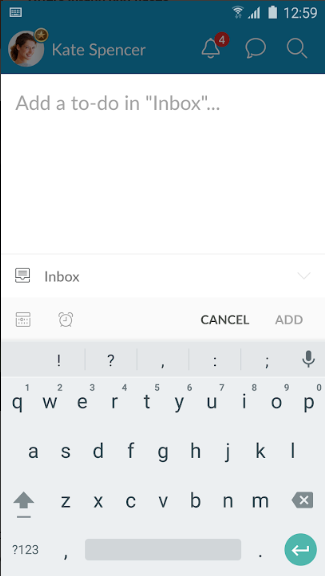 12:59
Kate Spencer
4
Add a to-do in "Inbox"...
Inbox
CANCEL ADD
! ? , : ;
1 2 3 4 5 6 7 8 9 0
q w e r t y u i o p
a s d f g h j k l
z x c v b n m
?123 , .